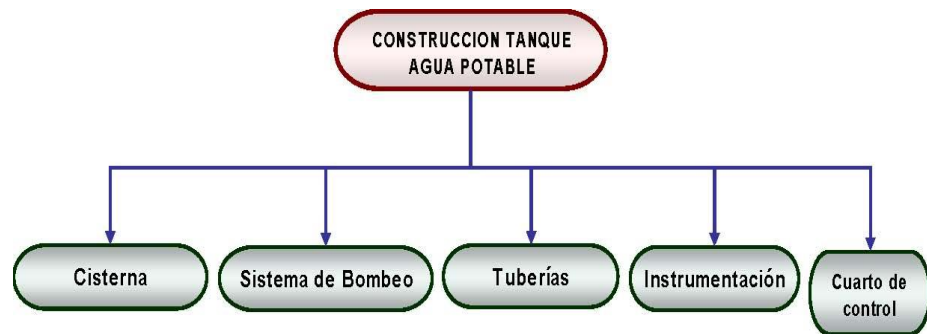 CONSTRUCCION TANQUE
AGUA POTABLE
Cisterna
Sistema de Bombeo
Tuberías
Instrumentación
Cuarto de
control